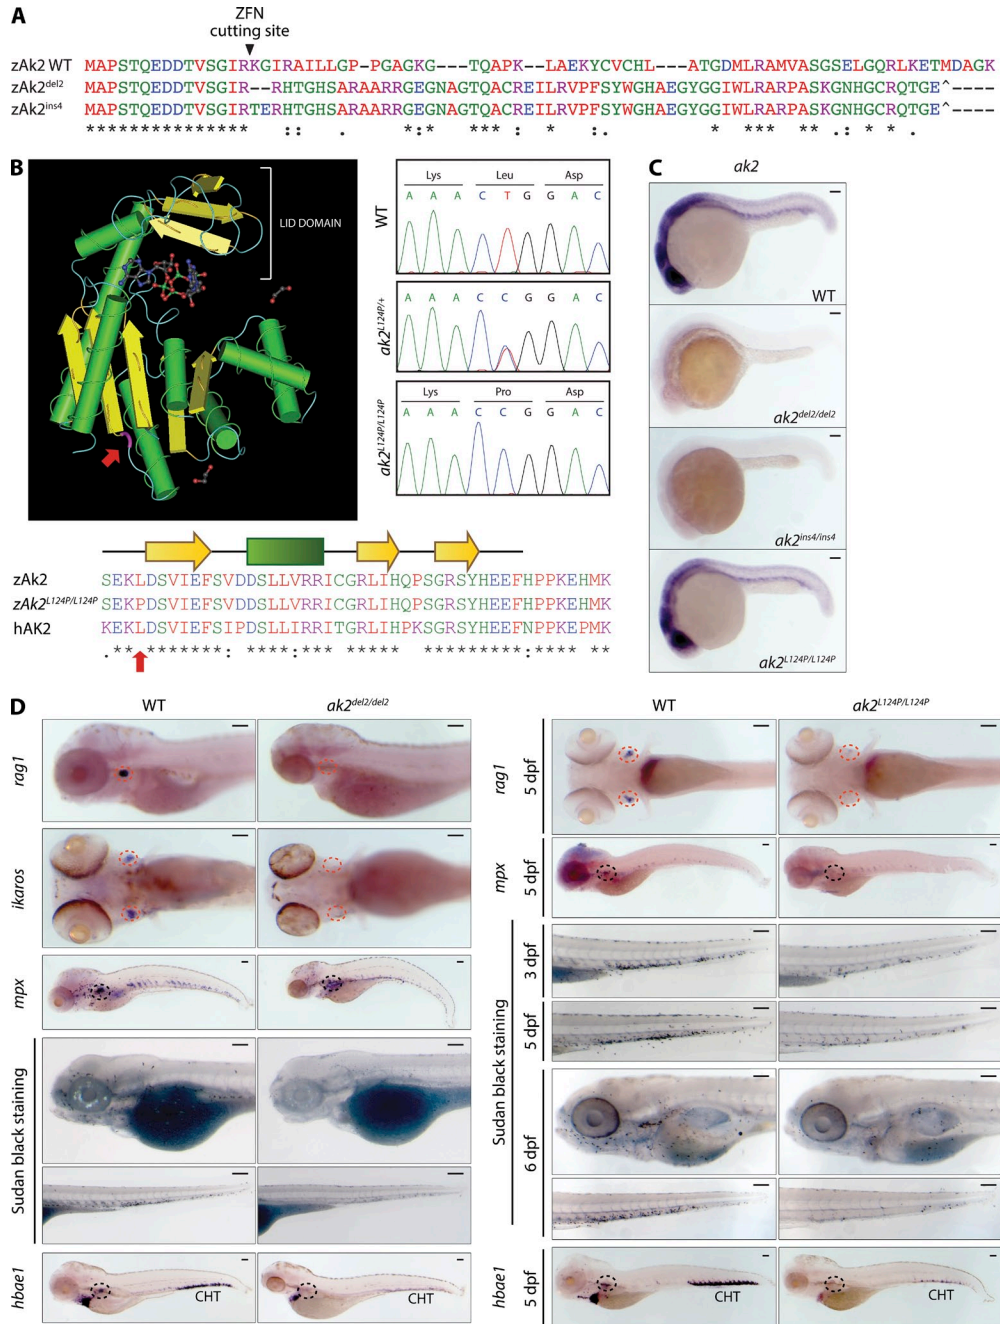 A
ZFN
cutting site
zAk2 WT MAPSTQEDDTVSGIRKGIRAILLGP--PGAGKG---TQAPK--LAEKYCVCHL---ATGDMLRAMVASGSELGQRLKETMDAGK
zAk2del2 MAPSTQEDDTVSGIR--RHTGHSARAARRGEGNAGTQACREILRVPFSYWGHAEGYGGIWLRARPASKGNHGCRQTGE^-----
zAk2ins4 MAPSTQEDDTVSGIRTERHTGHSARAARRGEGNAGTQACREILRVPFSYWGHAEGYGGIWLRARPASKGNHGCRQTGE^-----
*************** :: . *: * *** : * :. * *** ** .: * * .
B
LID DOMAIN
WT
Lys Leu Asp
A A A C T G G A C
ak2L124P/+
A A A C C G G A C
ak2L124P/L124P
Lys Pro Asp
A A A C C G G A C
zAk2 SEKLDSVIEFSVDDSLLVRRICGRLIHQPSGRSYHEEFHPPKEHMK
zAk2L124P/L124P SEKPDSVIEFSVDDSLLVRRICGRLIHQPSGRSYHEEFHPPKEHMK
hAK2 KEKLDSVIEFSIPDSLLIRRITGRLIHPKSGRSYHEEFNPPKEPMK
.** *******: ****:*** ***** *********:**** **
C
ak2
WT
ak2del2/del2
ak2ins4/ins4
ak2L124P/L124P
D
WT ak2del2/del2
rag1
ikaros
mpx
Sudan black staining
hbae1
CHT CHT
WT ak2L124P/L124P
rag1
5 dpf
mpx
5 dpf
Sudan black staining
3 dpf
5 dpf
6 dpf
hbae1
5 dpf
CHT CHT